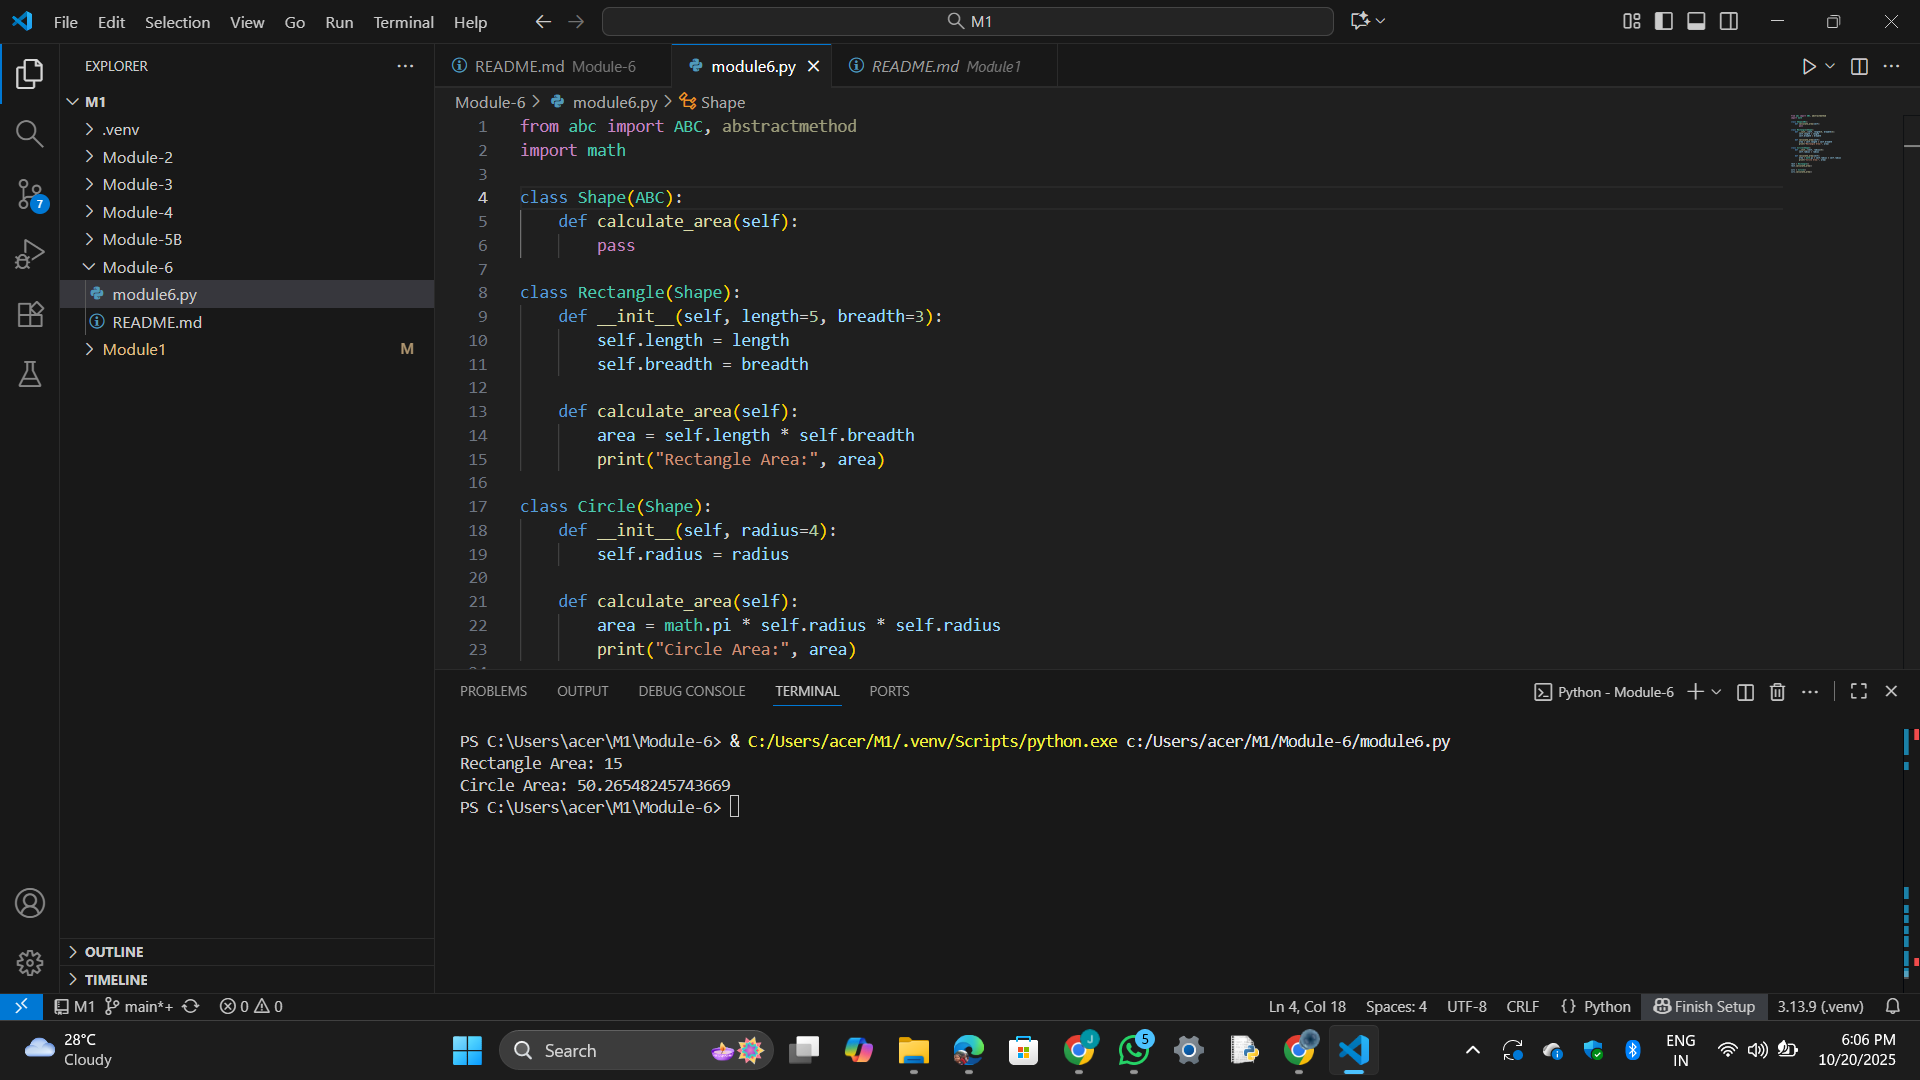 File Edit Selection View Go Run Terminal Help
M1
EXPLORER
M1
.venv
Module-2
Module-3
Module-4
Module-5B
Module-6
module6.py
README.md
Module1 M
OUTLINE
TIMELINE
7
README.md Module-6
module6.py
README.md Module1
Module-6 > module6.py > Shape
1 from abc import ABC, abstractmethod
2 import math
3
4 class Shape(ABC):
5 def calculate_area(self):
6 pass
7
8 class Rectangle(Shape):
9 def __init__(self, length=5, breadth=3):
10 self.length = length
11 self.breadth = breadth
12
13 def calculate_area(self):
14 area = self.length * self.breadth
15 print("Rectangle Area:", area)
16
17 class Circle(Shape):
18 def __init__(self, radius=4):
19 self.radius = radius
20
21 def calculate_area(self):
22 area = math.pi * self.radius * self.radius
23 print("Circle Area:", area)
PROBLEMS OUTPUT DEBUG CONSOLE TERMINAL PORTS
Python - Module-6
PS C:\Users\acer\M1\Module-6> & C:/Users/acer/M1/.venv/Scripts/python.exe c:/Users/acer/M1/Module-6/module6.py
Rectangle Area: 15
Circle Area: 50.26548245743669
PS C:\Users\acer\M1\Module-6>
M1 main*+ 0 0
Ln 4, Col 18 Spaces: 4 UTF-8 CRLF {} Python Finish Setup 3.13.9 (.venv)
28°C
Cloudy
Search
J
5
ENG
IN
6:06 PM
10/20/2025